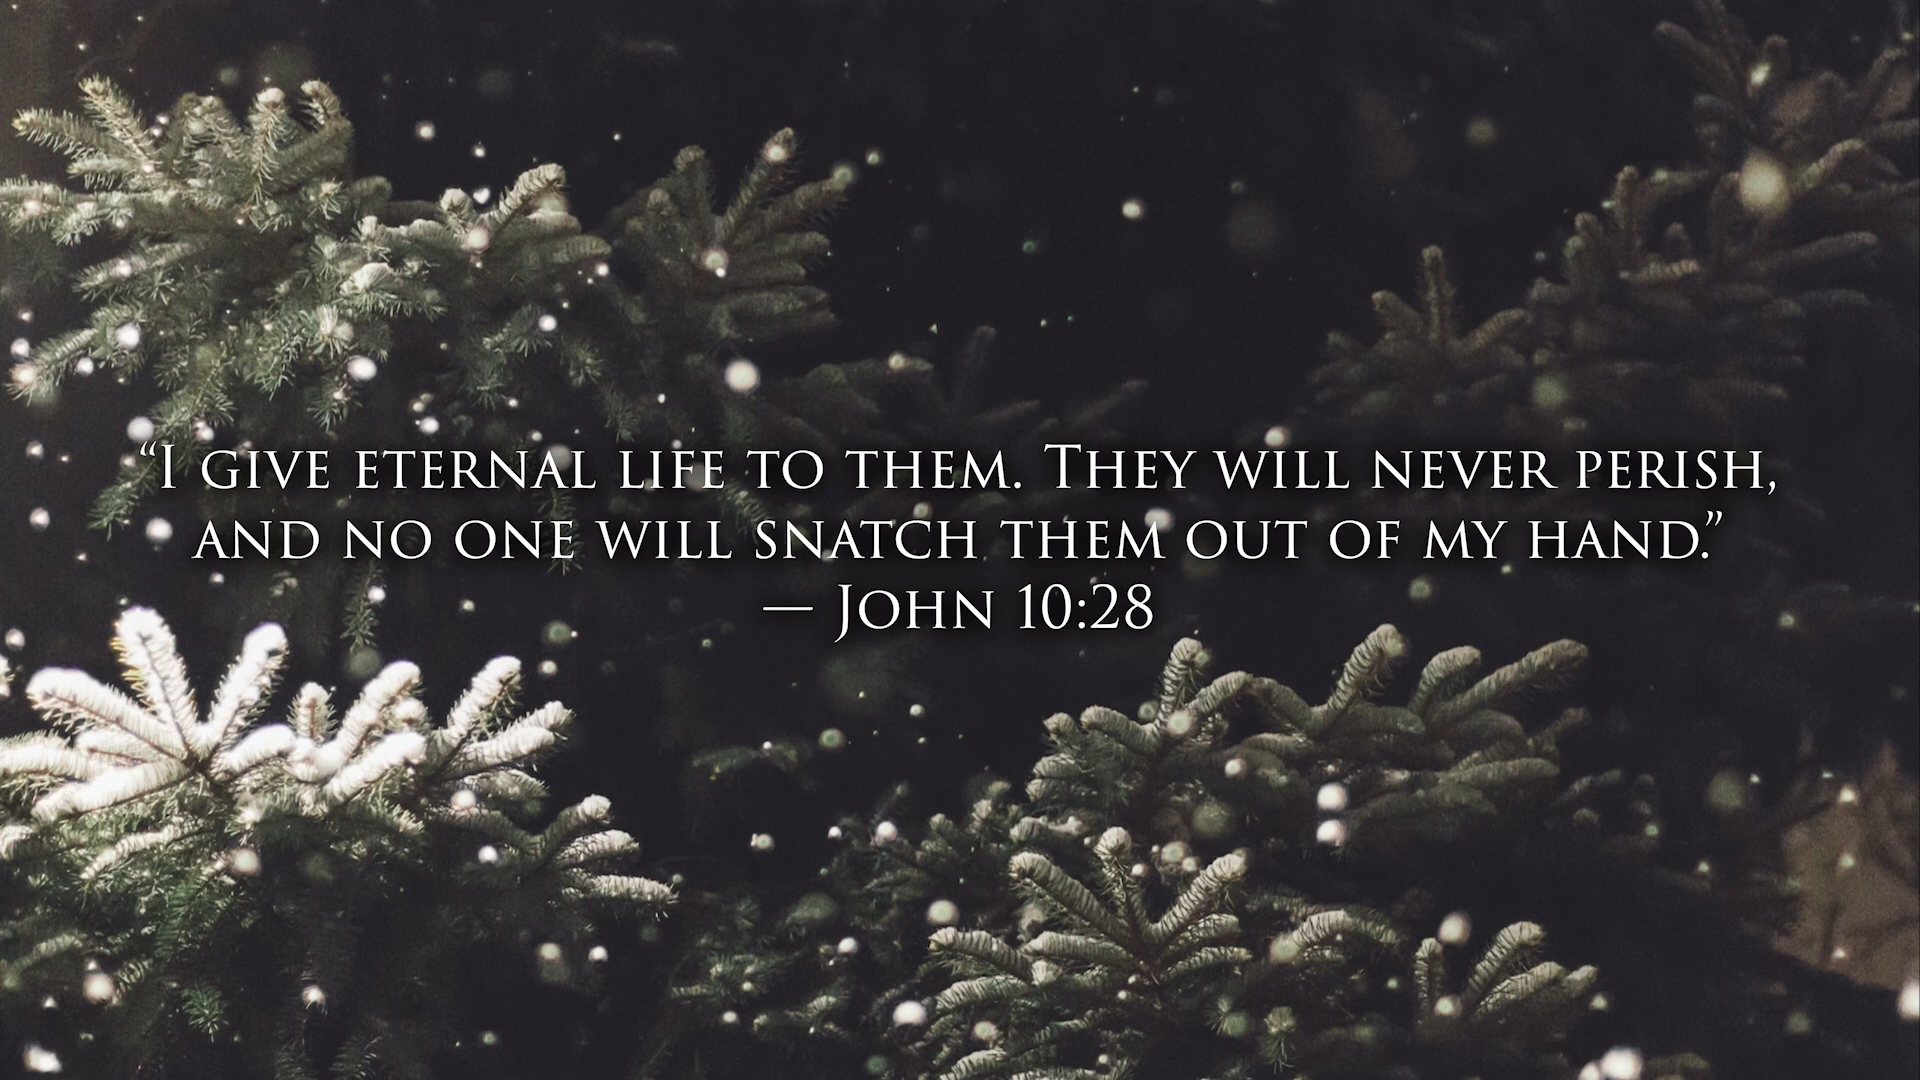 “I give eternal life to them. They will never perish,
and no one will snatch them out of my hand.”
— John 10:28